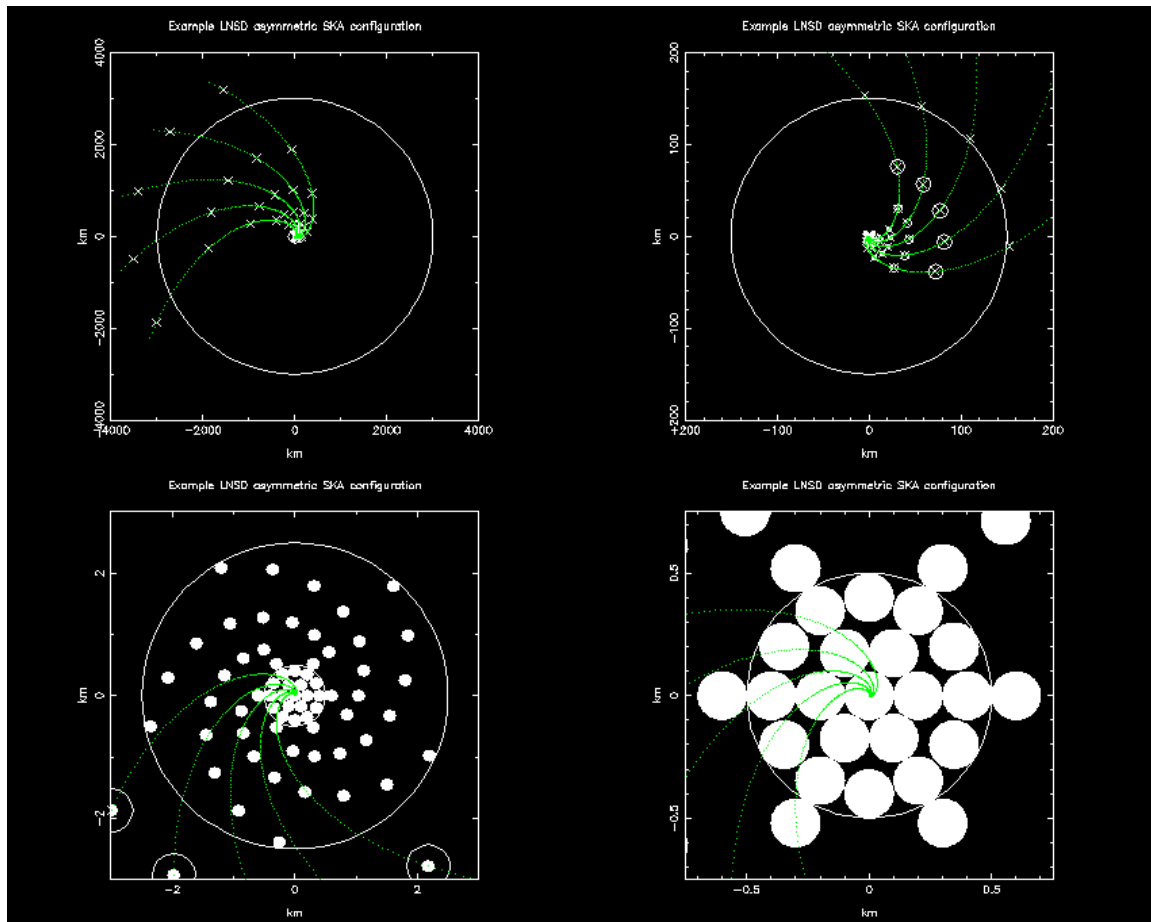 Example LNSD asymmetric SKA configuration
4000
2000
0
-2000
-4000
km
-4000 -2000 0 2000 4000
km
Example LNSD asymmetric SKA configuration
200
100
0
-100
-200
km
-200 -100 0 100 200
km
Example LNSD asymmetric SKA configuration
2
0
-2
km
-2 0 2
km
Example LNSD asymmetric SKA configuration
0.5
0
-0.5
km
-0.5 0 0.5
km